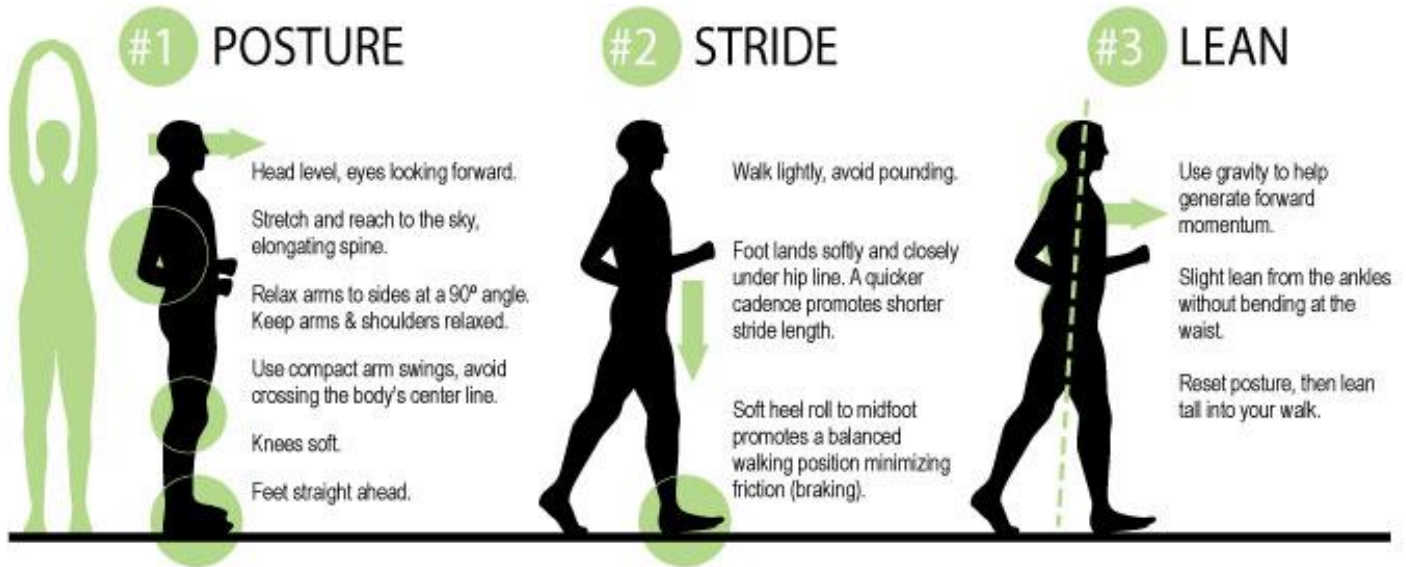 #1 POSTURE
Head level, eyes looking forward.
Stretch and reach to the sky,
elongating spine.
Relax arms to sides at a 90º angle.
Keep arms & shoulders relaxed.
Use compact arm swings, avoid
crossing the body's center line.
Knees soft.
Feet straight ahead.
#2 STRIDE
Walk lightly, avoid pounding.
Foot lands softly and closely
under hip line. A quicker
cadence promotes shorter
stride length.
Soft heel roll to midfoot
promotes a balanced
walking position minimizing
friction (braking).
#3 LEAN
Use gravity to help
generate forward
momentum.
Slight lean from the ankles
without bending at the
waist.
Reset posture, then lean
tall into your walk.